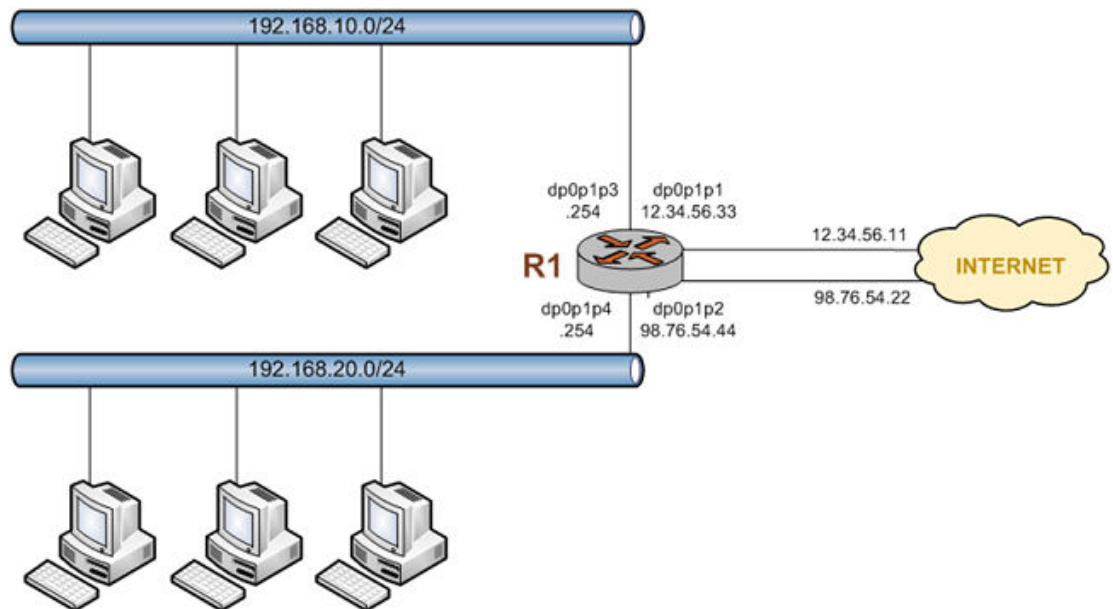 192.168.10.0/24
dp0p1p3
.254
dp0p1p1
12.34.56.33
12.34.56.11
R1
INTERNET
98.76.54.22
dp0p1p4
.254
dp0p1p2
98.76.54.44
192.168.20.0/24